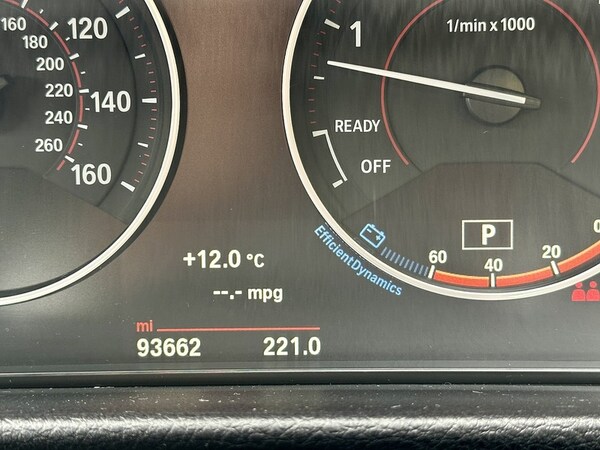 160
180
200
220
240
260
120
140
160
1
1/min x 1000
READY
OFF
P
EfficientDynamics
60
40
20
0
+12.0 °C
--.- mpg
mi
93662 221.0